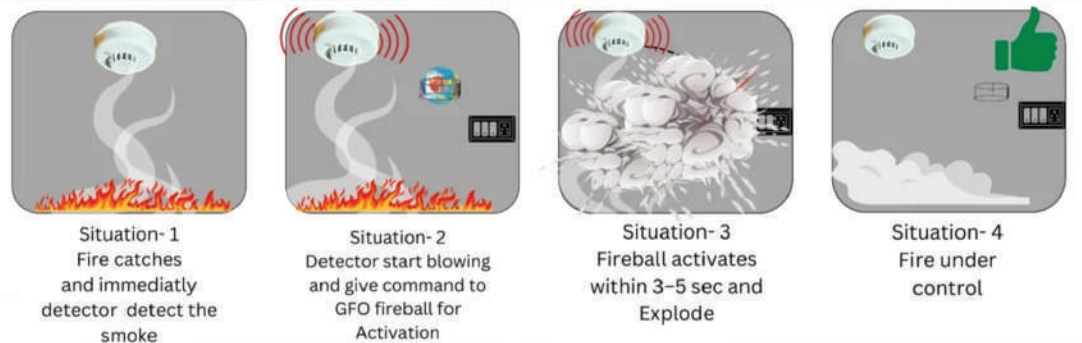 Situation- 1
Fire catches
and immediatly
detector detect the
smoke
Situation- 2
Detector start blowing
and give command to
GFO fireball for
Activation
Situation- 3
Fireball activates
within 3–5 sec and
Explode
Situation- 4
Fire under
control